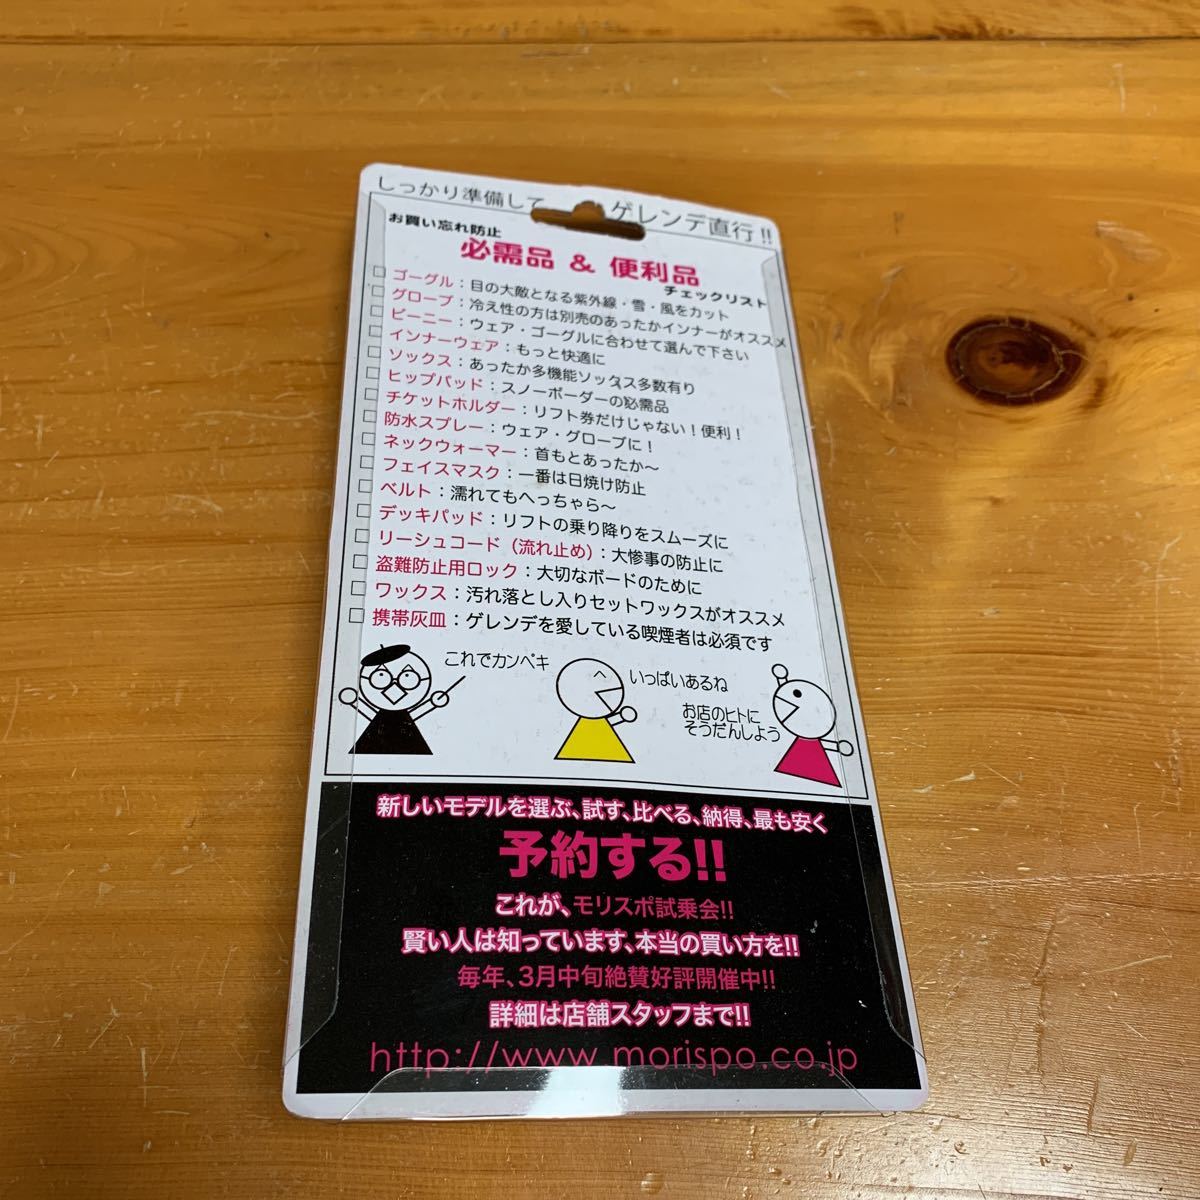 しっかり準備して ゲレンデ直行!!
お買い忘れ防止
必需品 & 便利品
チェックリスト
□ ゴーグル：目の大敵となる紫外線・雪・風をカット
□ グローブ：冷え性の方は別売のあったかインナーがオススメ
□ ビーニー：ウェア・ゴーグルに合わせて選んで下さい
□ インナーウェア：もっと快適に
□ ソックス：あったか多機能ソックス多数有り
□ ヒップパッド：スノーボーダーの必需品
□ チケットホルダー：リフト券だけじゃない！便利！
□ 防水スプレー：ウェア・グローブに！
□ ネックウォーマー：首もとあったか～
□ フェイスマスク：一番は日焼け防止
□ ベルト：濡れてもへっちゃら～
□ デッキパッド：リフトの乗り降りをスムーズに
□ リーシュコード（流れ止め）：大惨事の防止に
□ 盗難防止用ロック：大切なボードのために
□ ワックス：汚れ落とし入りセットワックスがオススメ
□ 携帯灰皿：ゲレンデを愛している喫煙者は必須です
これでカンペキ
いっぱいあるね
お店のヒトに
そうだんしよう
新しいモデルを選ぶ、試す、比べる、納得、最も安く
予約する!!
これが、モリスポ試乗会!!
賢い人は知っています、本当の買い方を!!
毎年、3月中旬絶賛好評開催中!!
詳細は店舗スタッフまで!!
http://www.morispo.co.jp